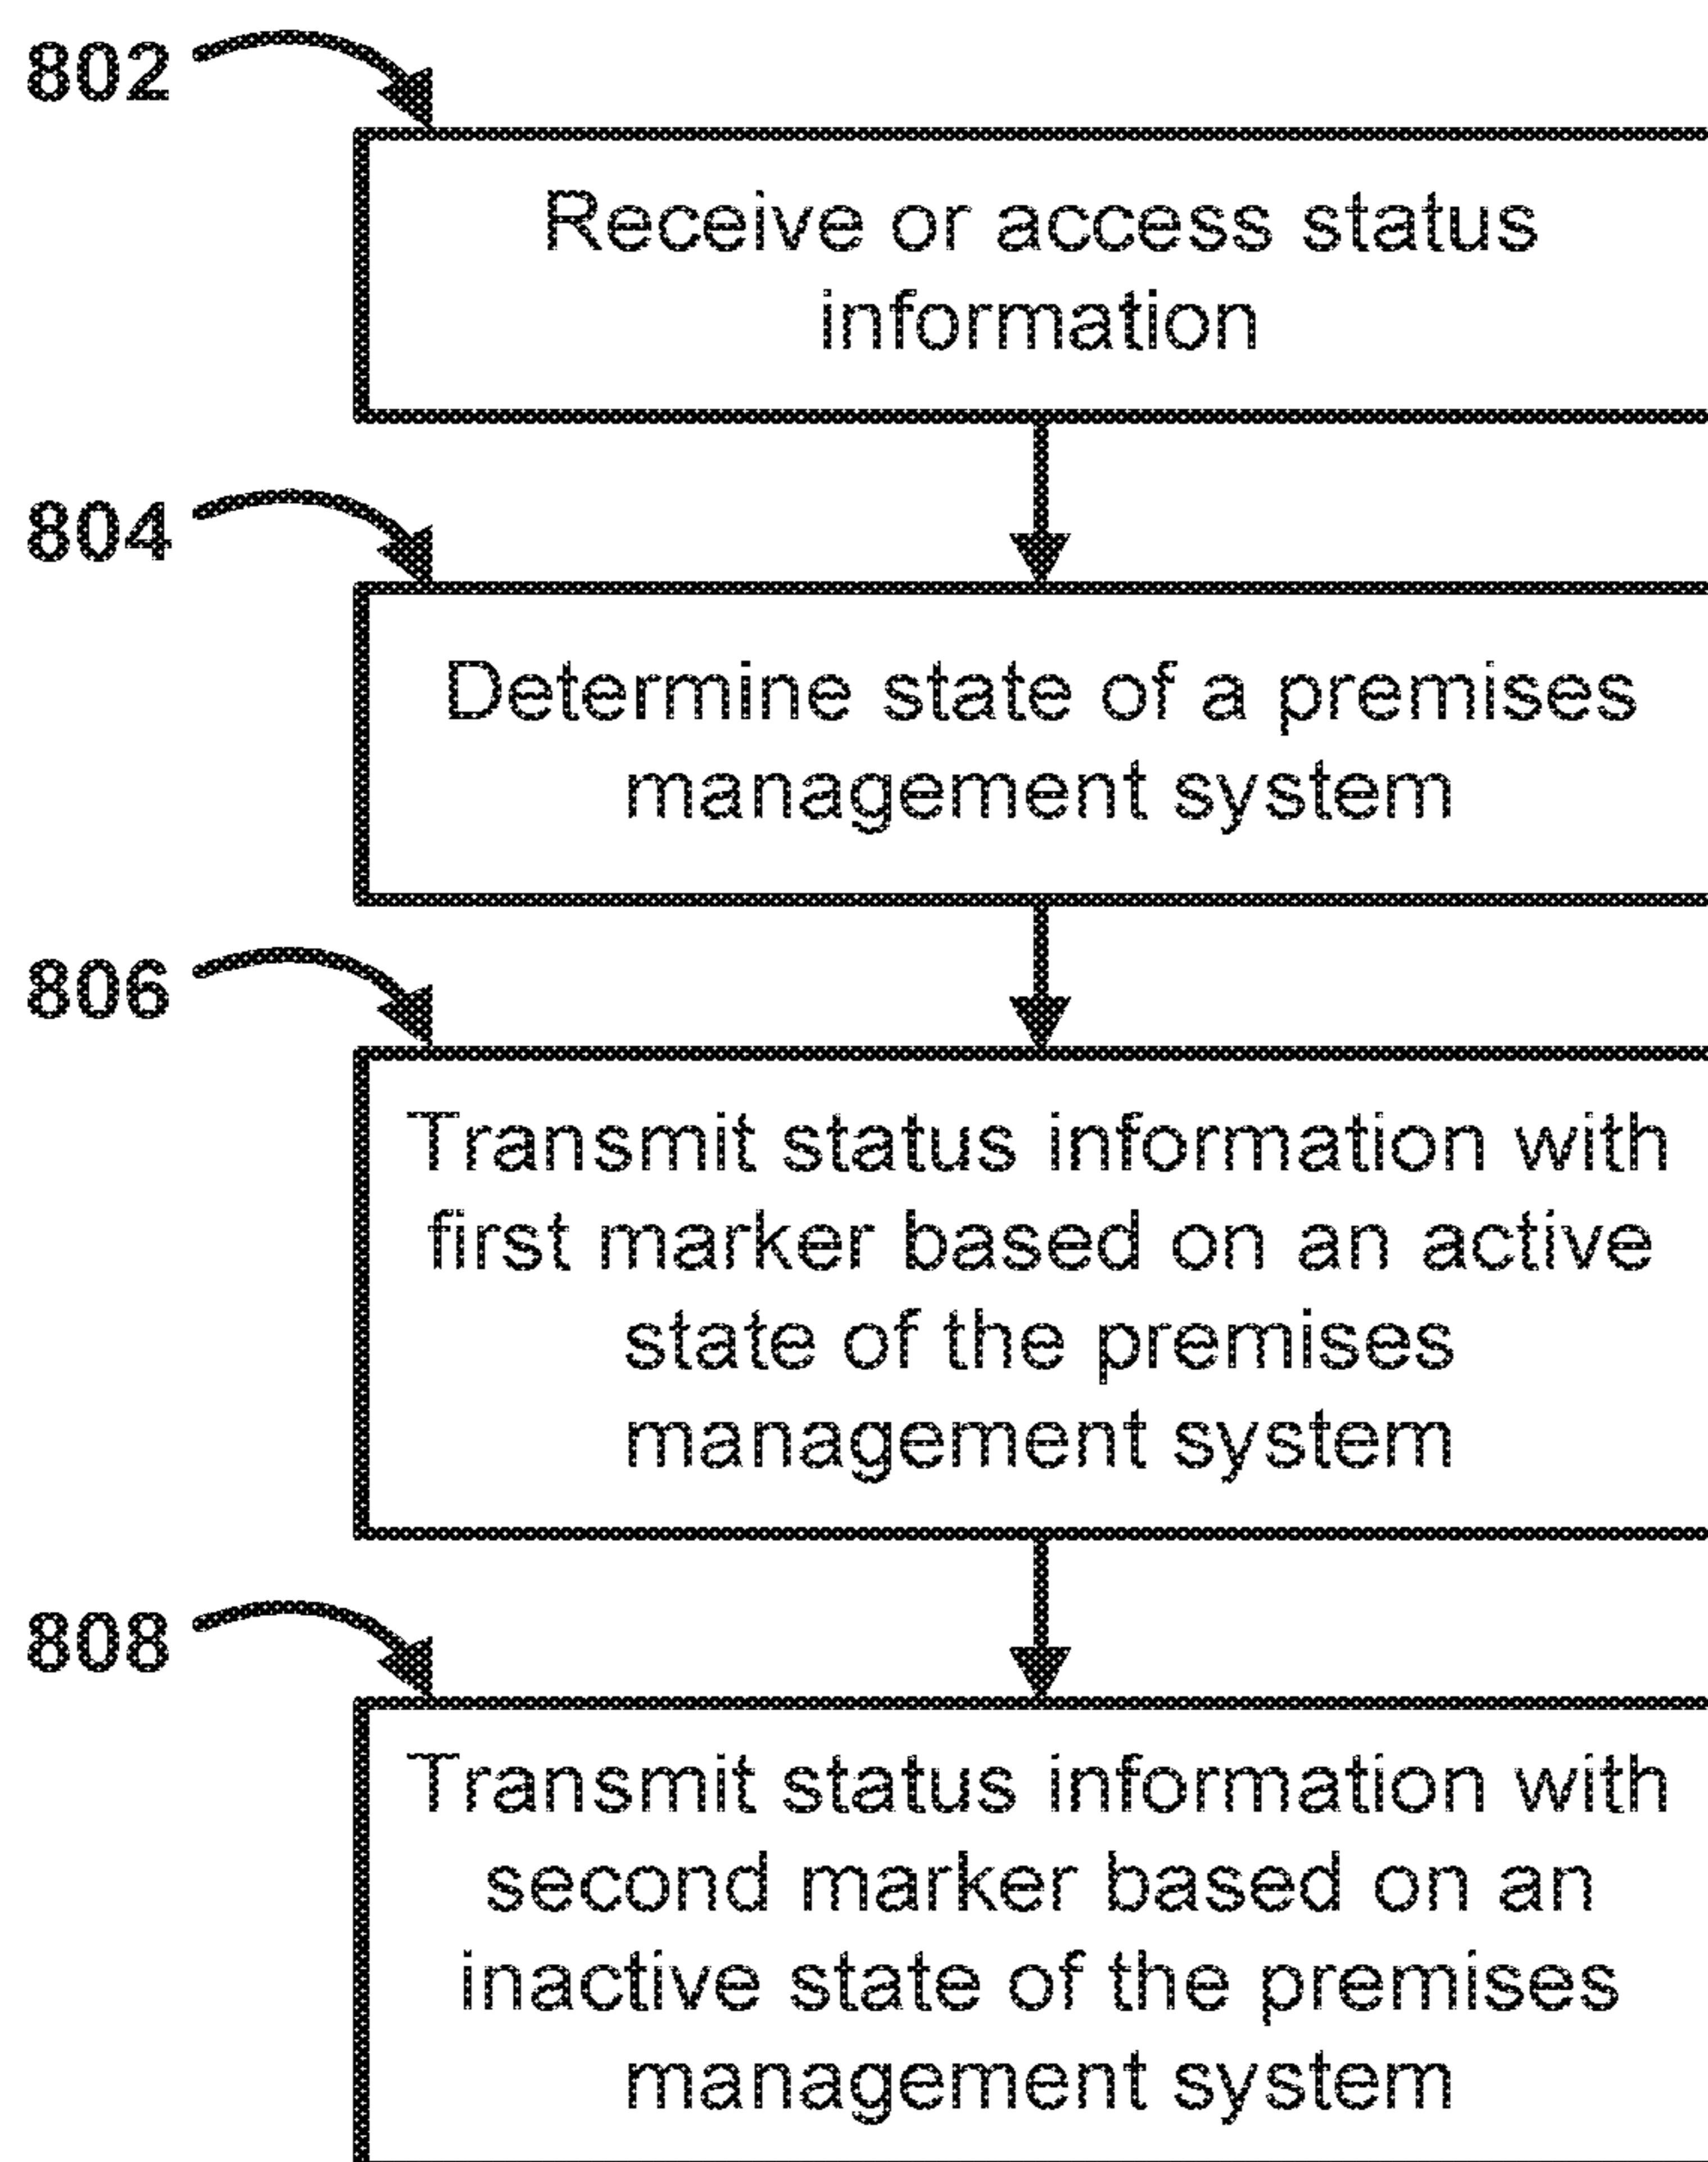 802
Receive or access status
information
804
Determine state of a premises
management system
806
Transmit status information with
first marker based on an active
state of the premises
management system
808
Transmit status information with
second marker based on an
inactive state of the premises
management system